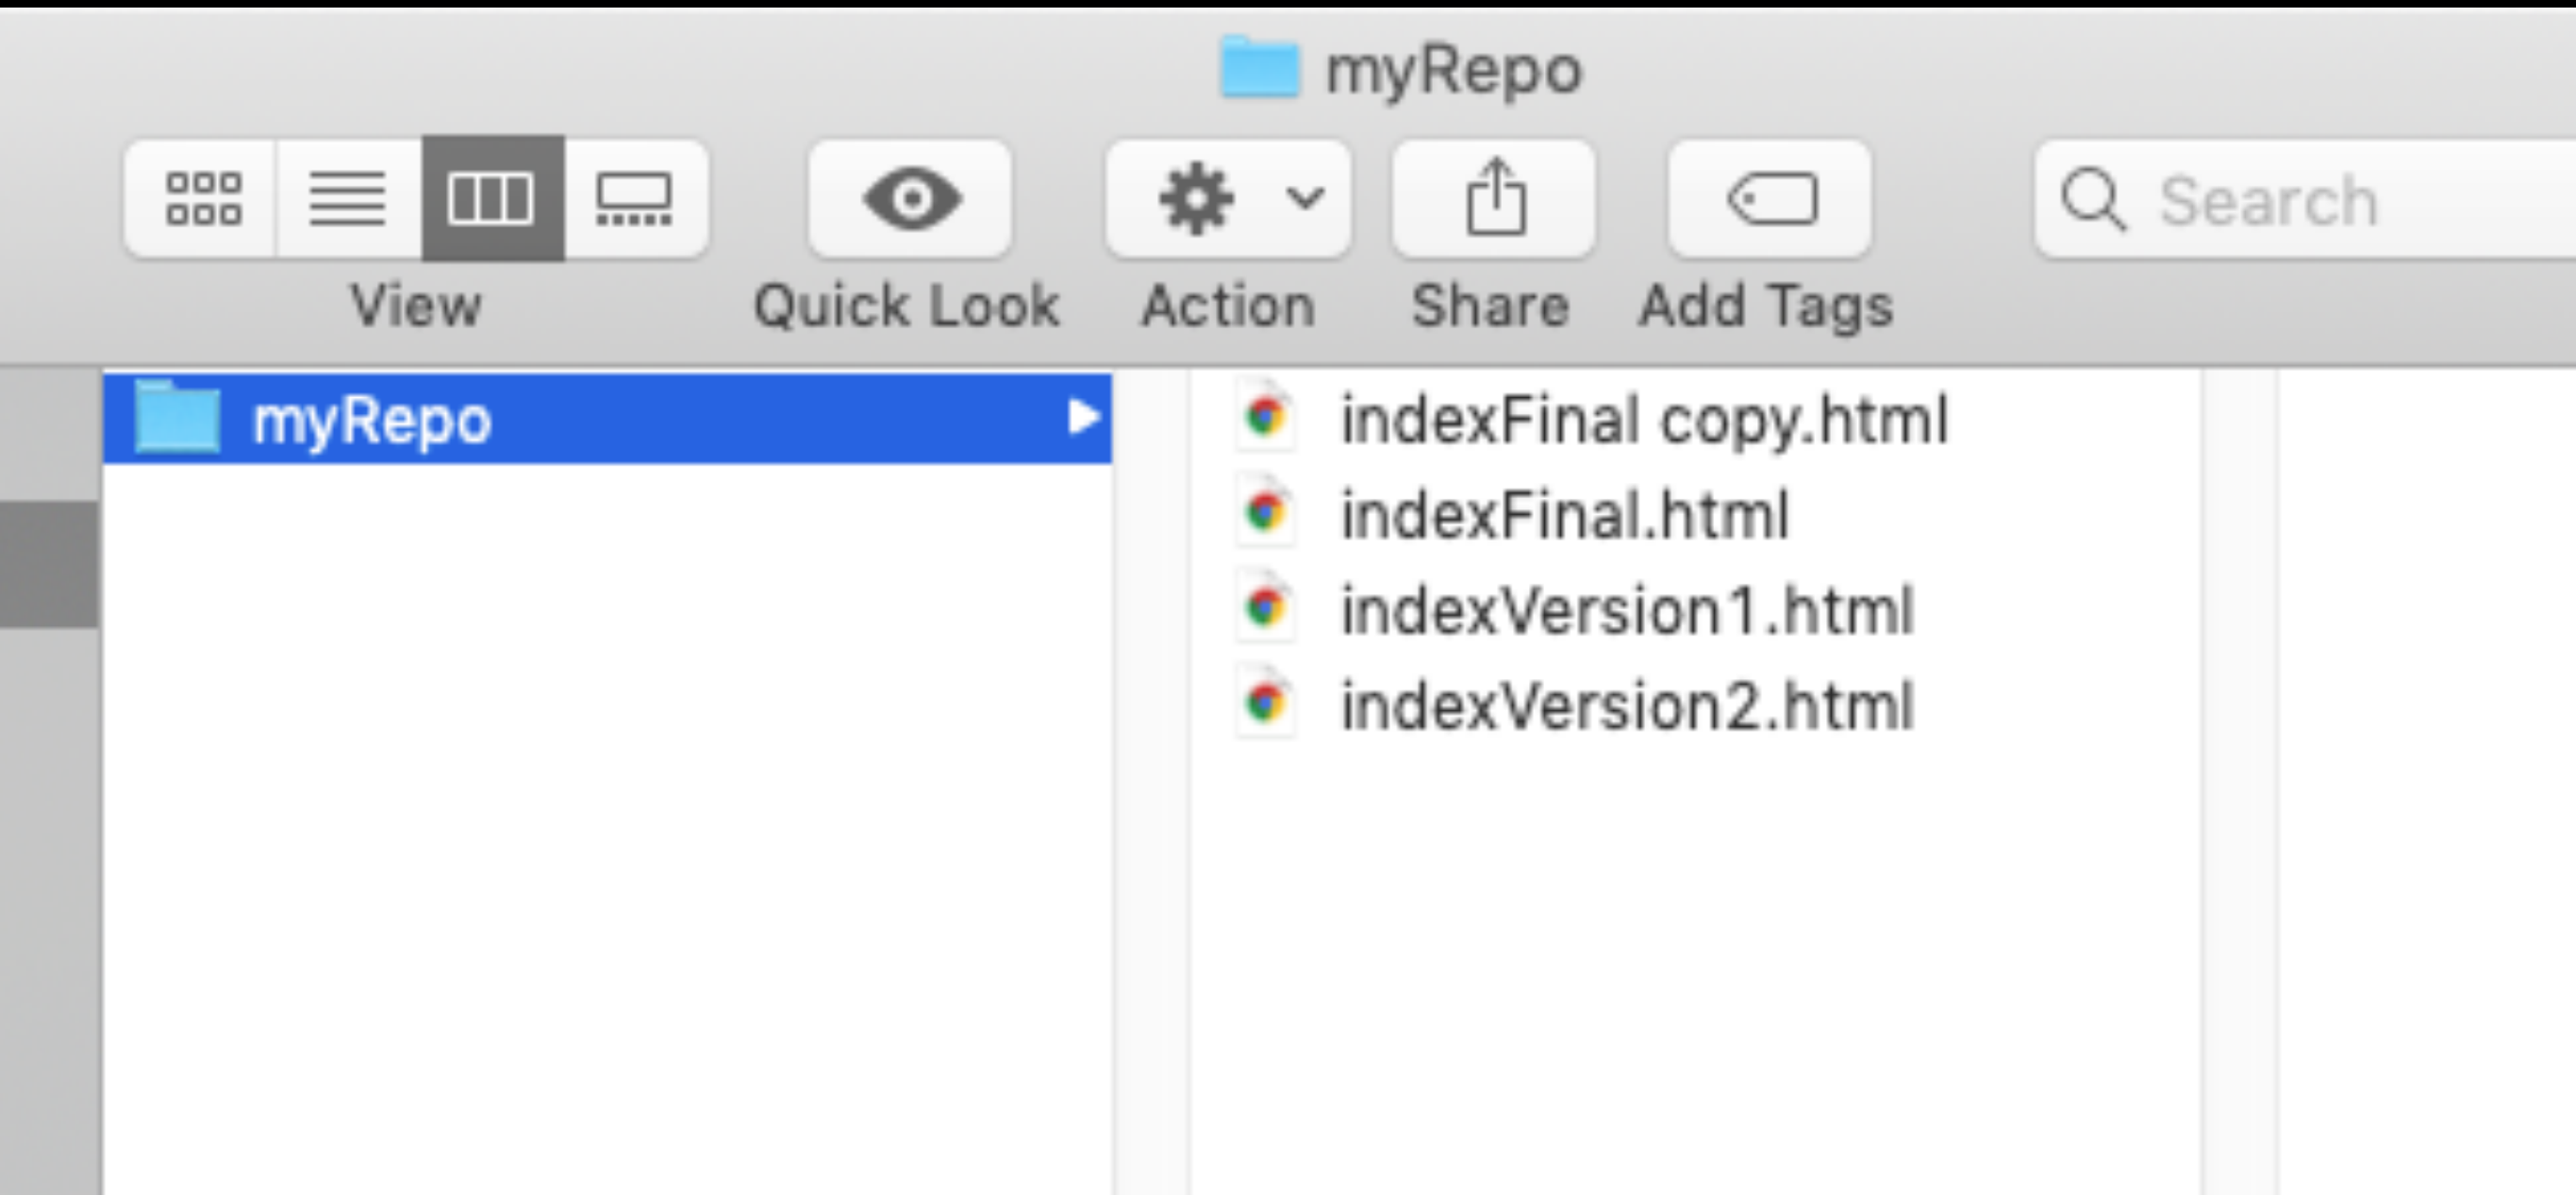 myRepo
Search
View Quick Look Action Share Add Tags
myRepo
indexFinal copy.html
indexFinal.html
indexVersion1.html
indexVersion2.html